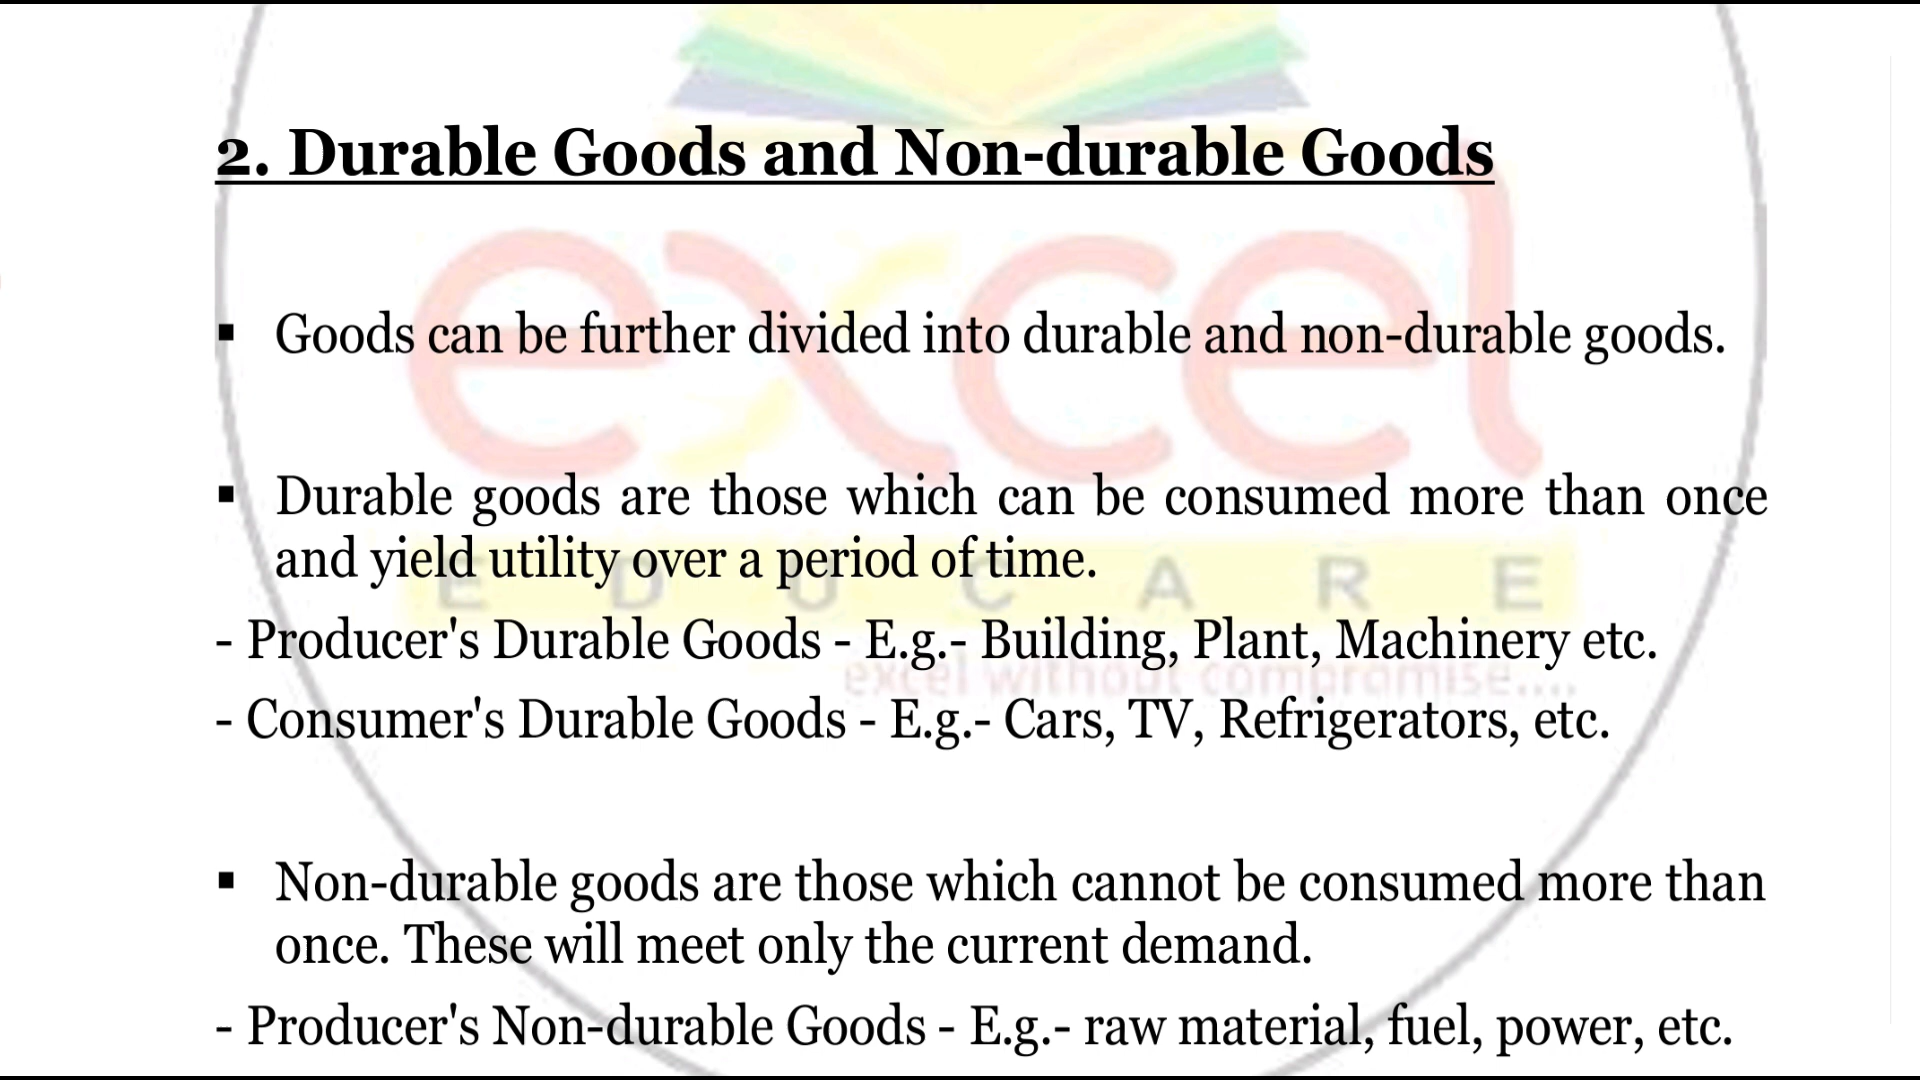 2. Durable Goods and Non-durable Goods
▪ Goods can be further divided into durable and non-durable goods.
▪ Durable goods are those which can be consumed more than once
and yield utility over a period of time.
- Producer's Durable Goods - E.g.- Building, Plant, Machinery etc.
- Consumer's Durable Goods - E.g.- Cars, TV, Refrigerators, etc.
▪ Non-durable goods are those which cannot be consumed more than
once. These will meet only the current demand.
- Producer's Non-durable Goods - E.g.- raw material, fuel, power, etc.
excel
EDUCARE
excel without compromise....